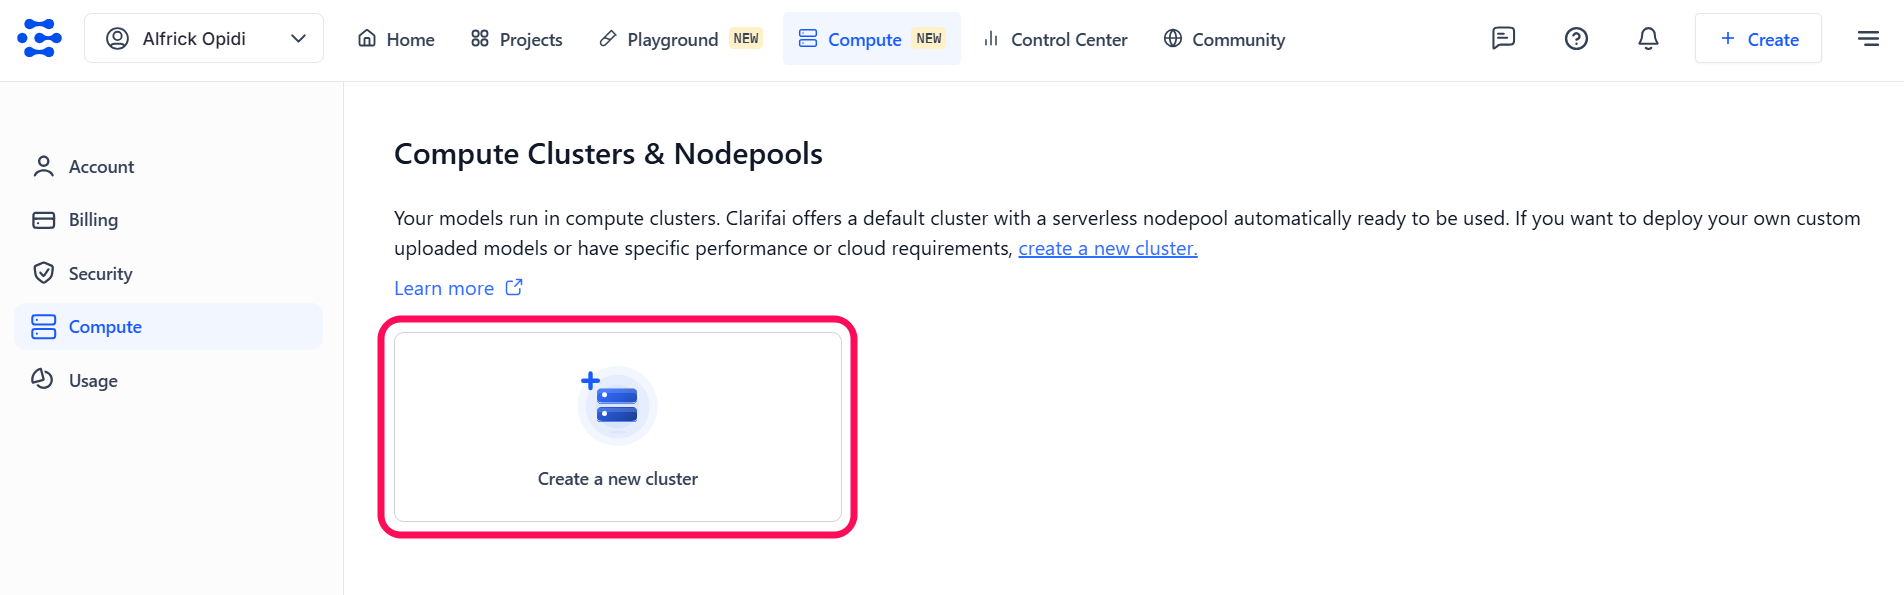 Alfrick Opidi
Home
Projects
Playground NEW
Compute NEW
Control Center
Community
+ Create
Account
Billing
Security
Compute
Usage
Compute Clusters & Nodepools
Your models run in compute clusters. Clarifai offers a default cluster with a serverless nodepool automatically ready to be used. If you want to deploy your own custom
uploaded models or have specific performance or cloud requirements, create a new cluster.
Learn more
Create a new cluster